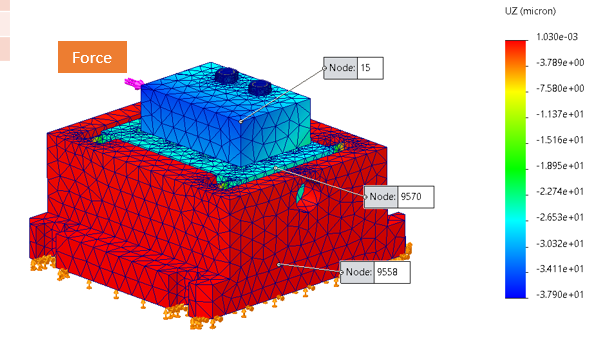 UZ (micron)
Force
Node: 15
Node: 9570
Node: 9558
1.030e-03
-3.789e+00
-7.580e+00
-1.137e+01
-1.516e+01
-1.895e+01
-2.274e+01
-2.653e+01
-3.032e+01
-3.411e+01
-3.790e+01